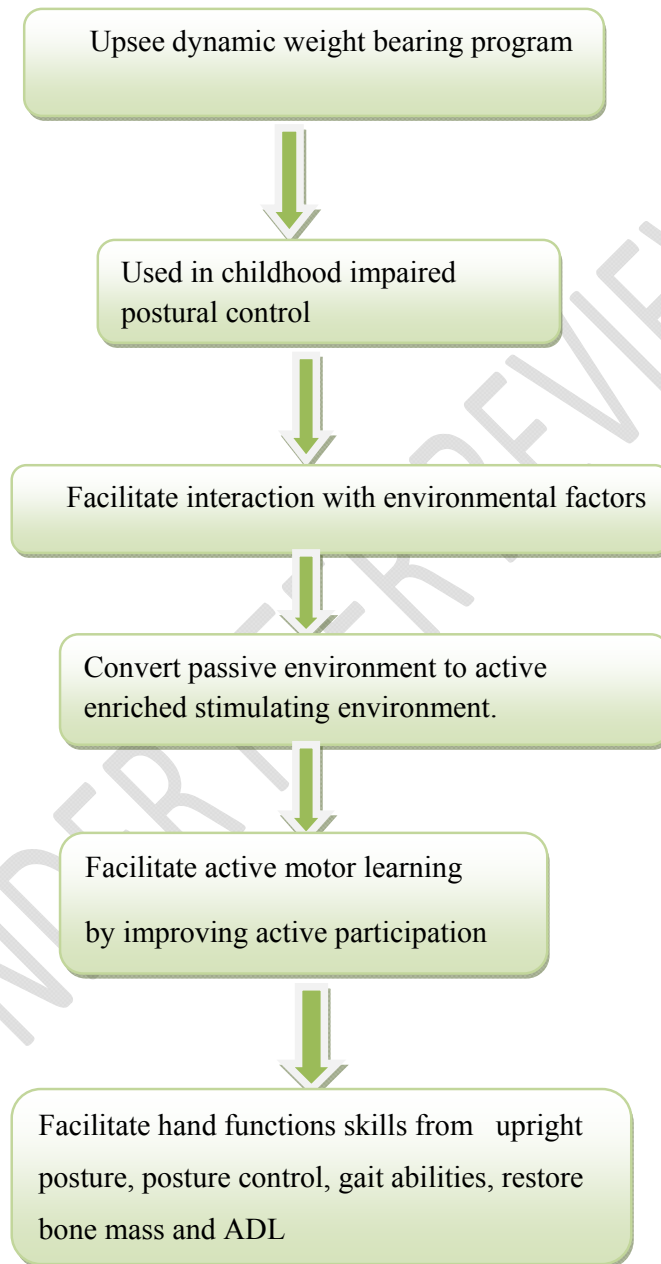 Upsee dynamic weight bearing program
Used in childhood impaired
postural control
Facilitate interaction with environmental factors
Convert passive environment to active
enriched stimulating environment.
Facilitate active motor learning
by improving active participation
Facilitate hand functions skills from upright
posture, posture control, gait abilities, restore
bone mass and ADL